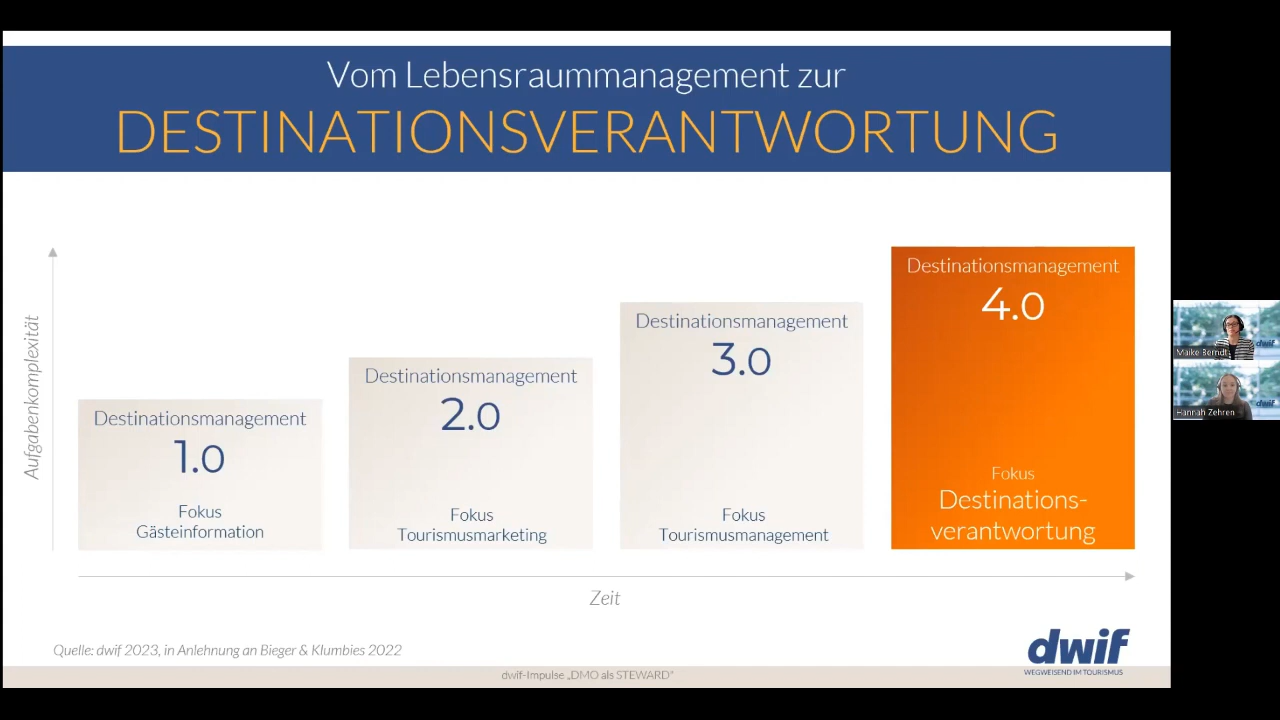 Vom Lebensraummanagement zur
DESTINATIONSVERANTWORTUNG
Aufgabenkomplexität
Destinationsmanagement
1.0
Fokus
Gästeinformation
Destinationsmanagement
2.0
Fokus
Tourismusmarketing
Destinationsmanagement
3.0
Fokus
Tourismusmanagement
Destinationsmanagement
4.0
Fokus
Destinations-
verantwortung
Zeit
Quelle: dwif 2023, in Anlehnung an Bieger & Klumbies 2022
dwif
WEGWEISEND IM TOURISMUS
dwif-Impulse „DMO als STEWARD"
dwif
Maike Berndt
dwif
Hannah Zehren